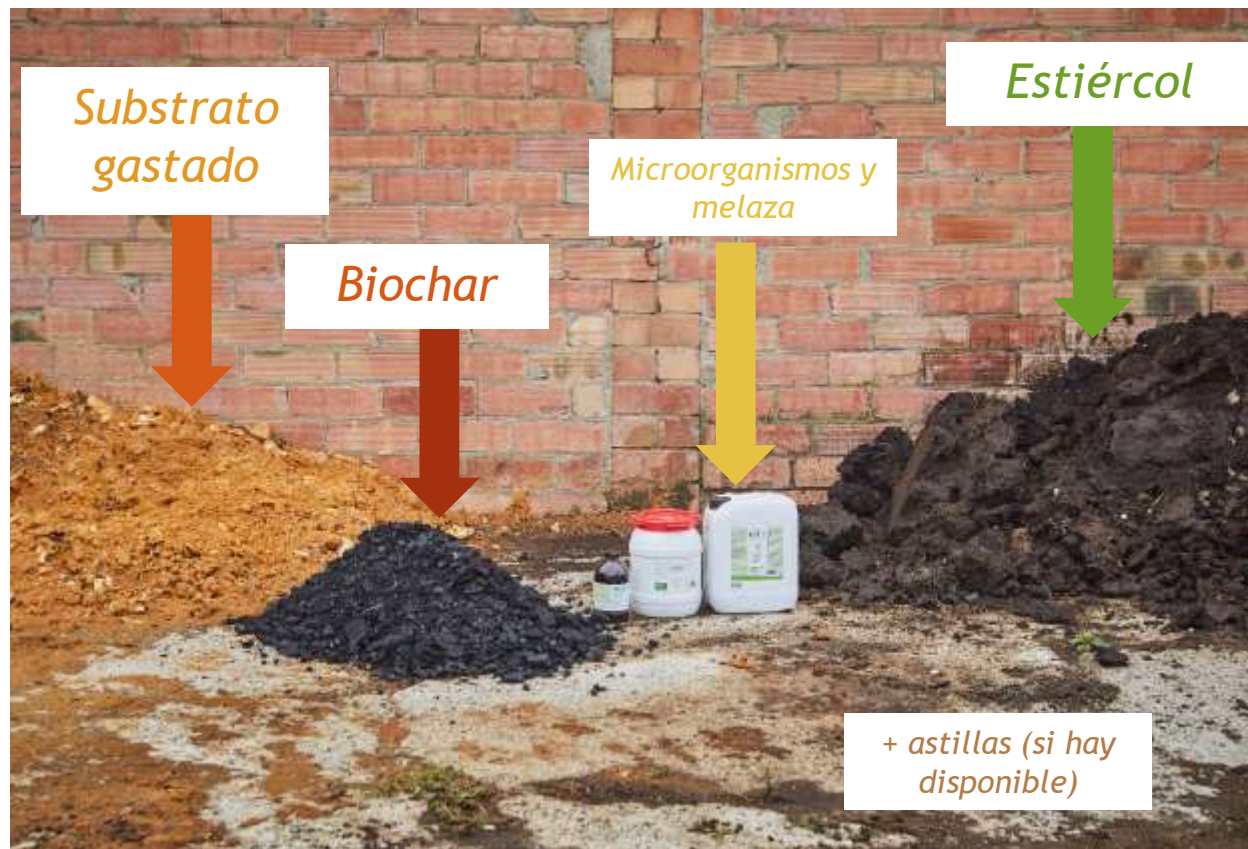 Substrato
gastado
Biochar
Microorganismos y
melaza
Estiércol
+ astillas (si hay
disponible)